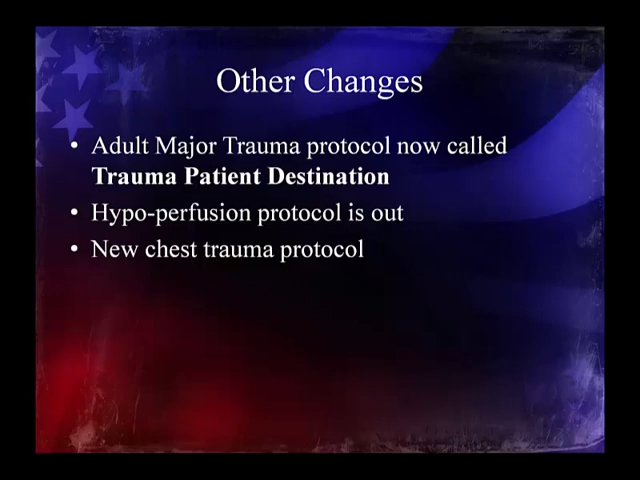 Other Changes
• Adult Major Trauma protocol now called
Trauma Patient Destination
• Hypo-perfusion protocol is out
• New chest trauma protocol